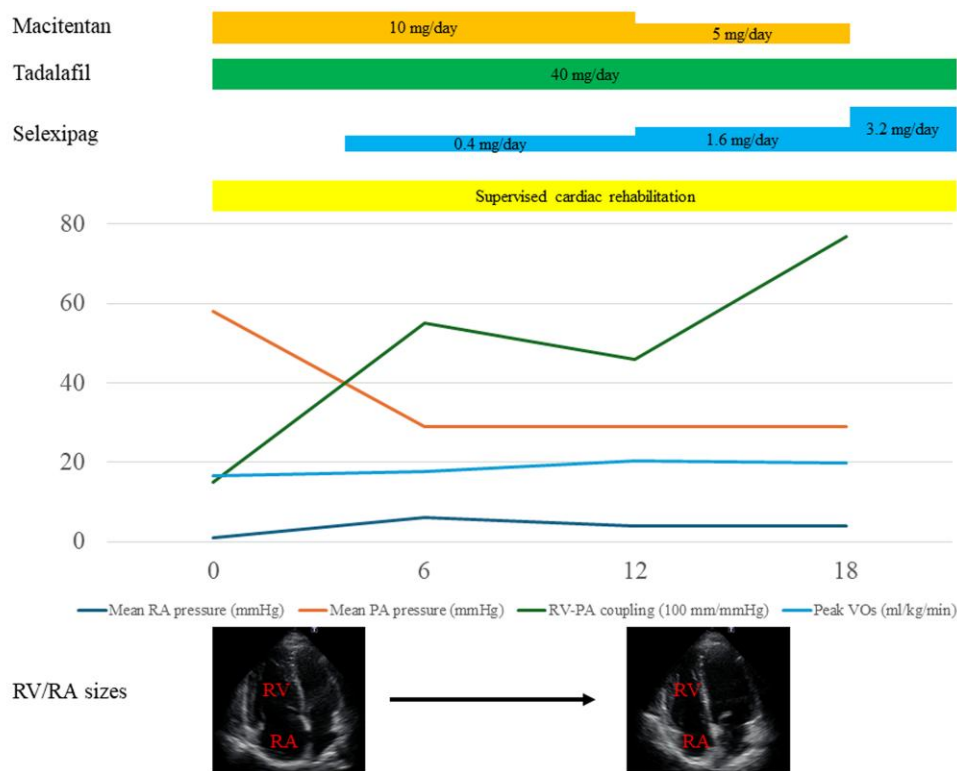 Macitentan
10 mg/day
5 mg/day
Tadalafil
40 mg/day
Selexipag
0.4 mg/day
1.6 mg/day
3.2 mg/day
Supervised cardiac rehabilitation
80
60
40
20
0
0 6 12 18
Mean RA pressure (mmHg) Mean PA pressure (mmHg) RV-PA coupling (100 mm/mmHg) Peak VOs (ml/kg/min)
RV/RA sizes
RV
RA
RV
RA